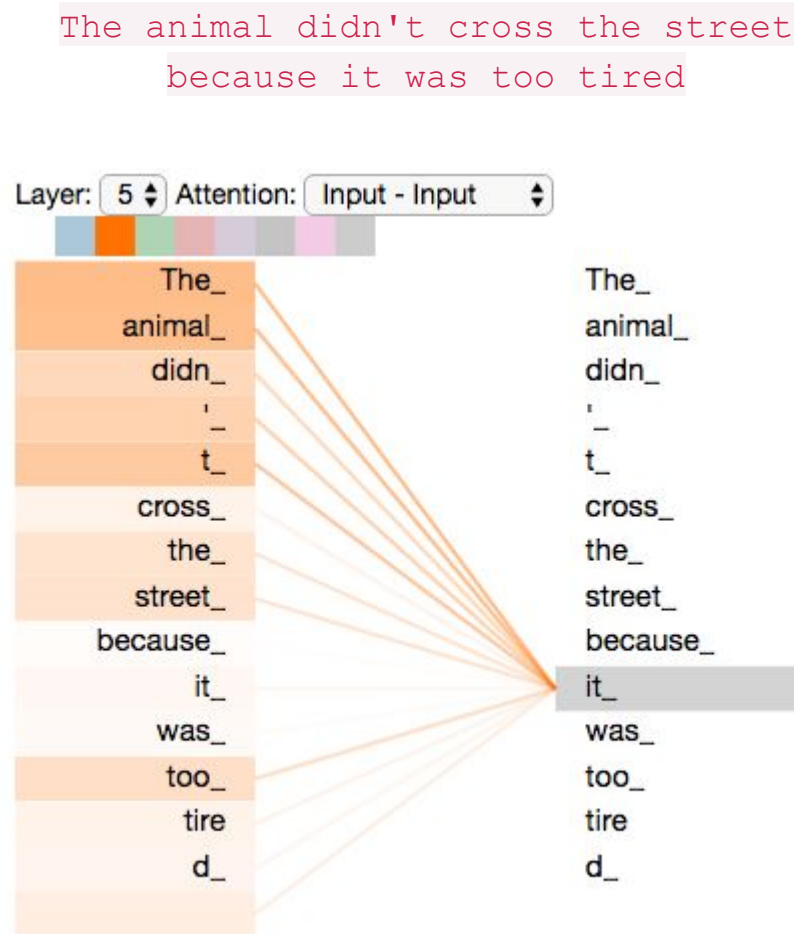 The animal didn't cross the street
because it was too tired
Layer: 5 Attention: Input - Input
The_ The_
animal_ animal_
didn_ didn_
'_ '_
t_ t_
cross_ cross_
the_ the_
street_ street_
because_ because_
it_ it_
was_ was_
too_ too_
tire tire
d_ d_